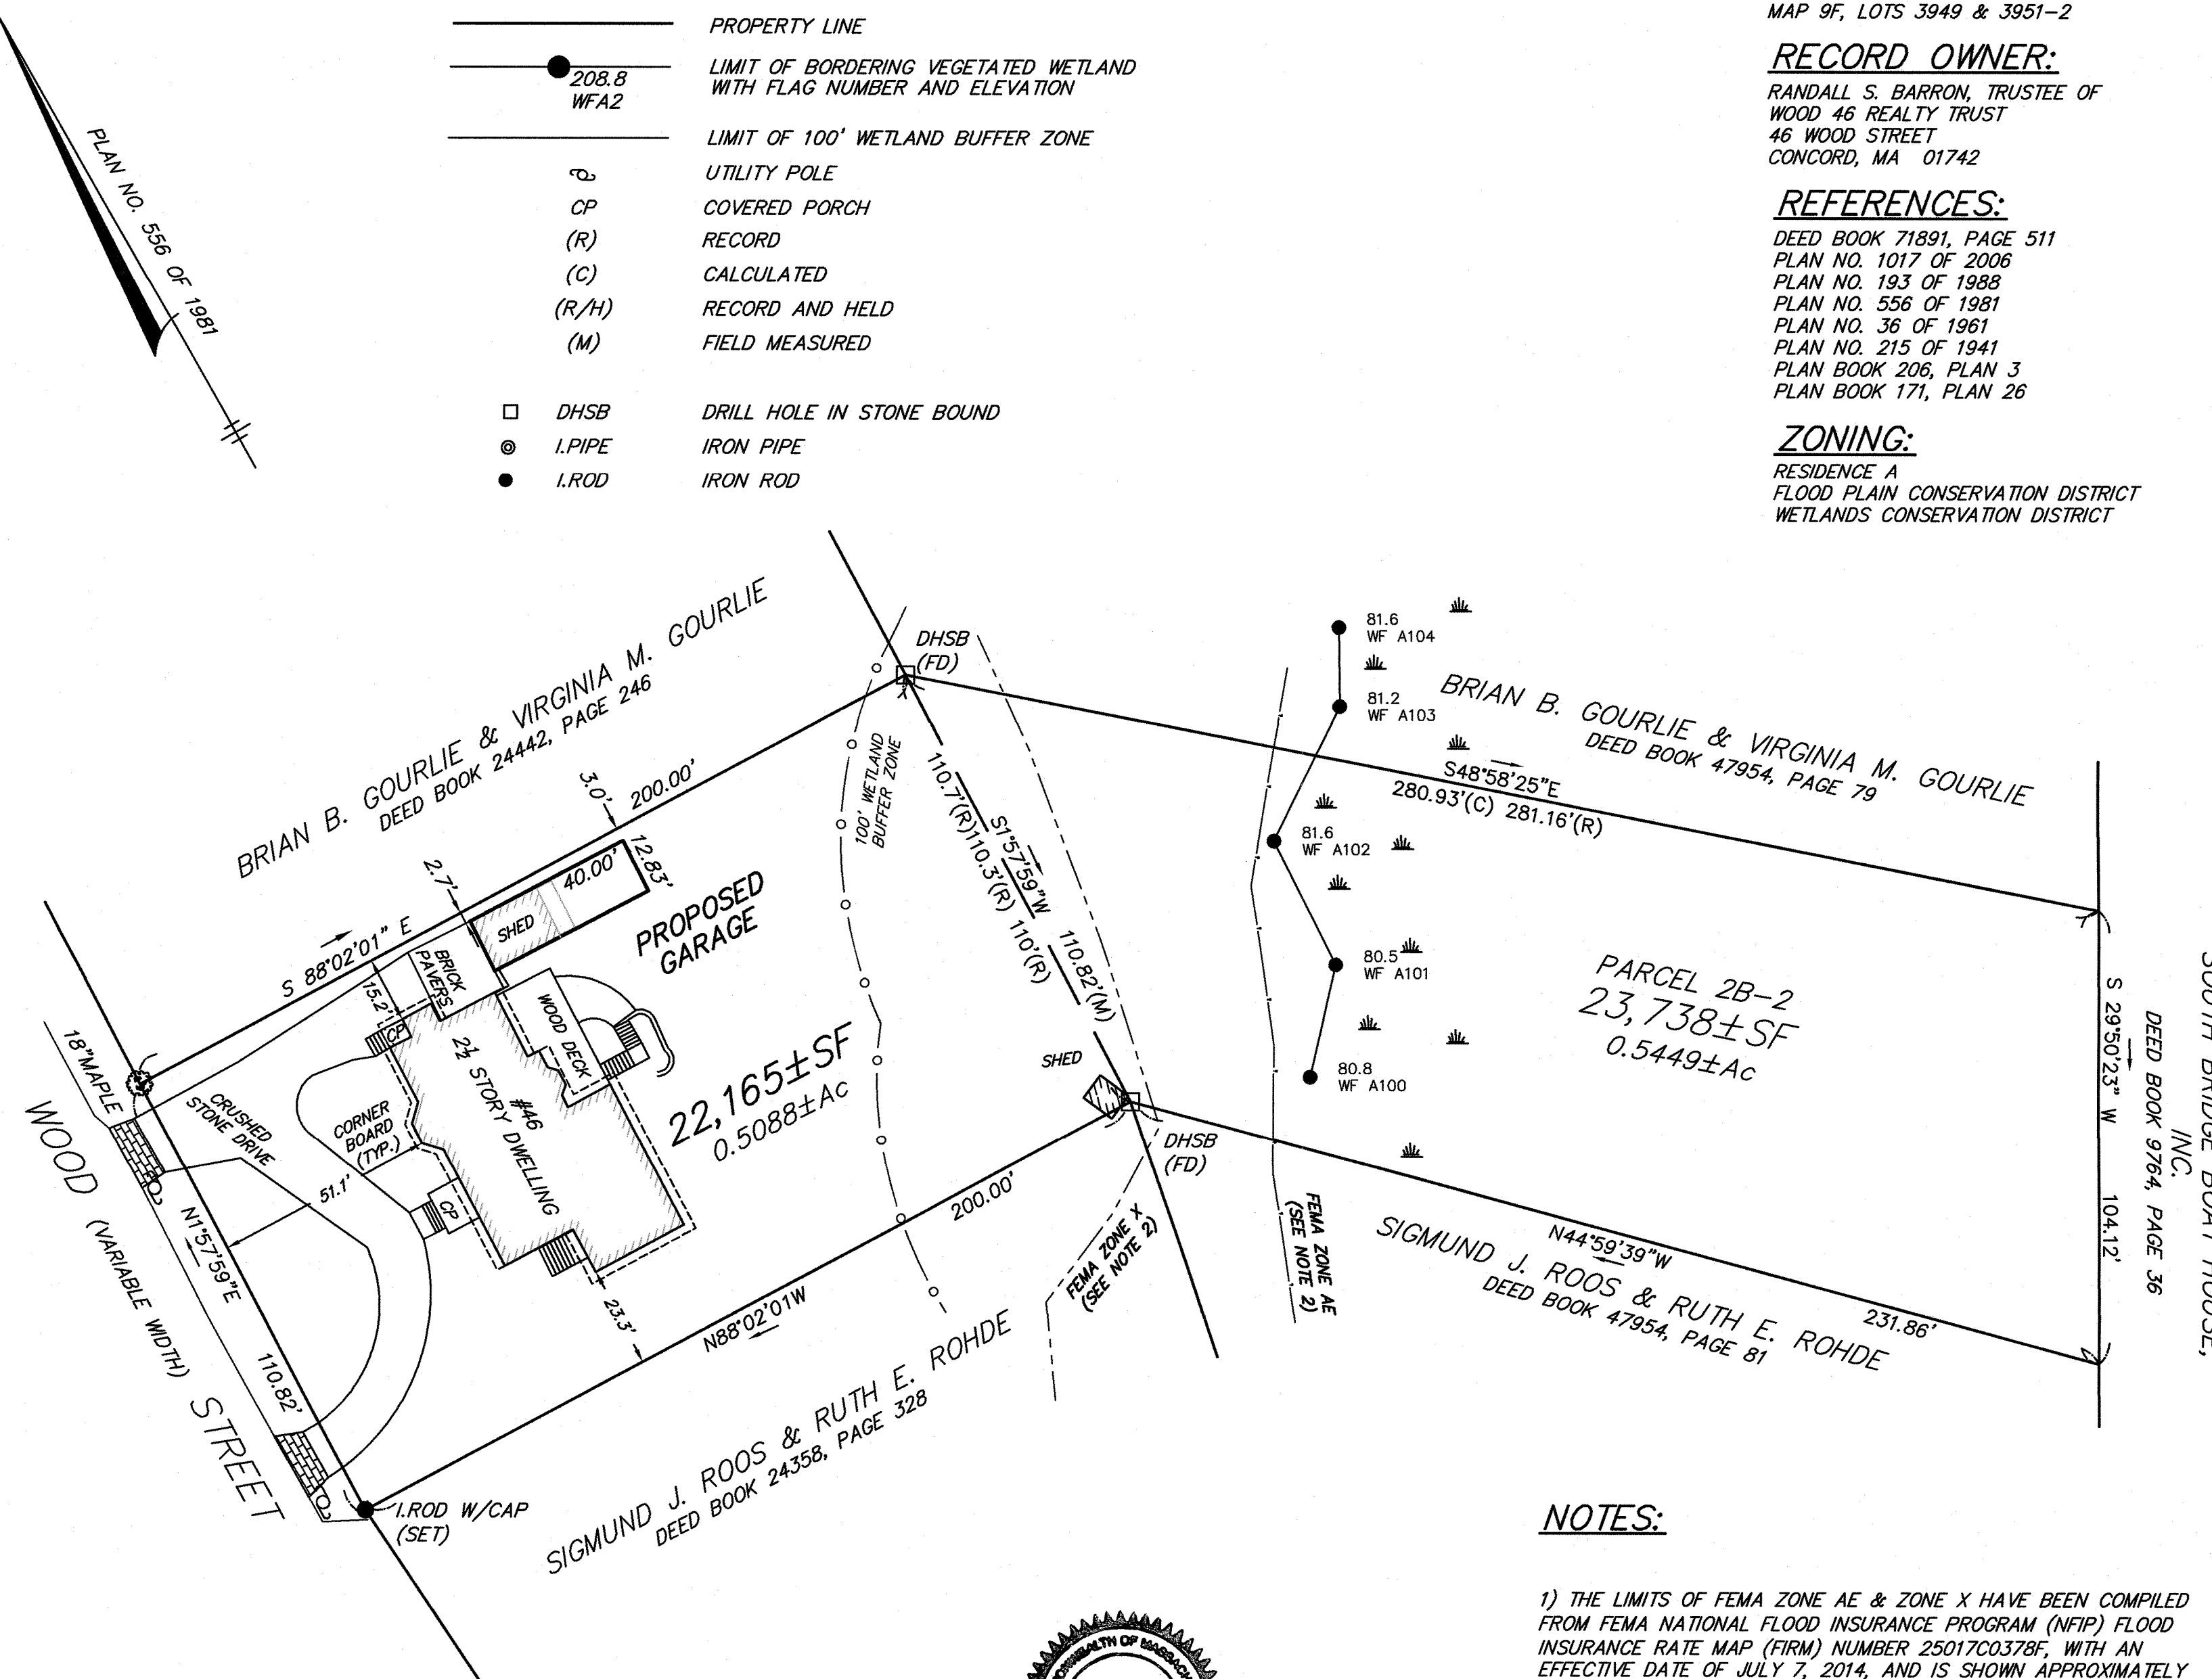 PLAN NO. 556 OF 1981
PROPERTY LINE
208.8
WFA2
LIMIT OF BORDERING VEGETATED WETLAND
WITH FLAG NUMBER AND ELEVATION
LIMIT OF 100' WETLAND BUFFER ZONE
UTILITY POLE
CP COVERED PORCH
(R) RECORD
(C) CALCULATED
(R/H) RECORD AND HELD
(M) FIELD MEASURED
DHSB DRILL HOLE IN STONE BOUND
I.PIPE IRON PIPE
I.ROD IRON ROD
MAP 9F, LOTS 3949 & 3951-2
RECORD OWNER:
RANDALL S. BARRON, TRUSTEE OF
WOOD 46 REALTY TRUST
46 WOOD STREET
CONCORD, MA 01742
REFERENCES:
DEED BOOK 71891, PAGE 511
PLAN NO. 1017 OF 2006
PLAN NO. 193 OF 1988
PLAN NO. 556 OF 1981
PLAN NO. 36 OF 1961
PLAN NO. 215 OF 1941
PLAN BOOK 206, PLAN 3
PLAN BOOK 171, PLAN 26
ZONING:
RESIDENCE A
FLOOD PLAIN CONSERVATION DISTRICT
WETLANDS CONSERVATION DISTRICT
BRIAN B. GOURLIE & VIRGINIA M. GOURLIE
DEED BOOK 24442, PAGE 246
DHSB
(FD)
3.0'
200.00'
2.7'
40.00'
12.83'
SHED
PROPOSED
GARAGE
S 88°02'01" E
BRICK
PAVERS
15.2'
CP
WOOD DECK
2½ STORY DWELLING
#46
22,165±SF
0.5088±Ac
100' WETLAND
BUFFER ZONE
110.7'(R)110.3'(R) 110'(R)
S1°57'59"W
110.82'(M)
SHED
DHSB
(FD)
18"MAPLE
CRUSHED
STONE DRIVE
CORNER
BOARD
(TYP.)
51.1'
CP
23.3'
WOOD (VARIABLE WIDTH) STREET
N1°57'59"E
110.82'
I.ROD W/CAP
(SET)
N88°02'01W
200.00'
SIGMUND J. ROOS & RUTH E. ROHDE
DEED BOOK 24358, PAGE 328
FEMA ZONE X
(SEE NOTE 2)
FEMA ZONE AE
(SEE NOTE 2)
81.6
WF A104
81.2
WF A103
81.6
WF A102
80.5
WF A101
80.8
WF A100
BRIAN B. GOURLIE & VIRGINIA M. GOURLIE
DEED BOOK 47954, PAGE 79
S48°58'25"E
280.93'(C) 281.16'(R)
PARCEL 2B-2
23,738±SF
0.5449±Ac
S 29°50'23" W
104.12'
SOUTH BRIDGE BOAT HOUSE,
INC.
DEED BOOK 9764, PAGE 36
N44°59'39"W
231.86'
SIGMUND J. ROOS & RUTH E. ROHDE
DEED BOOK 47954, PAGE 81
NOTES:
1) THE LIMITS OF FEMA ZONE AE & ZONE X HAVE BEEN COMPILED
FROM FEMA NATIONAL FLOOD INSURANCE PROGRAM (NFIP) FLOOD
INSURANCE RATE MAP (FIRM) NUMBER 25017C0378F, WITH AN
EFFECTIVE DATE OF JULY 7, 2014, AND IS SHOWN APPROXIMATELY